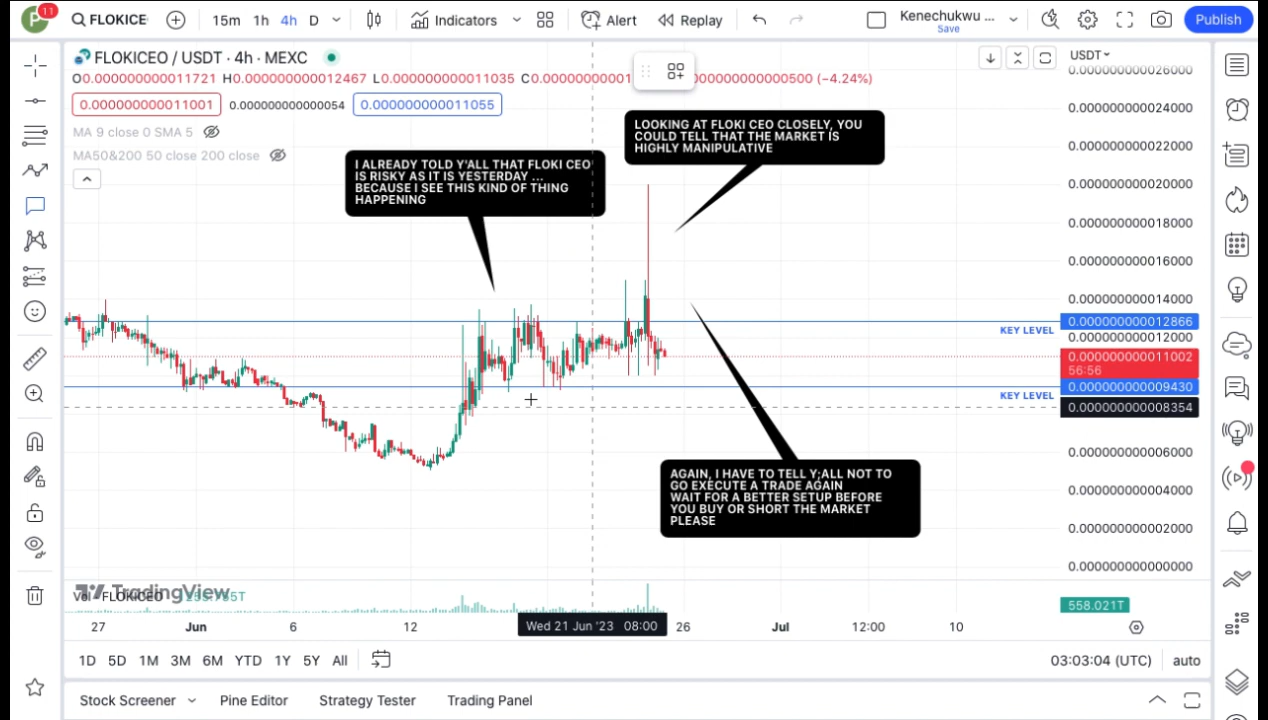 11
P
FLOKICE
15m 1h 4h D
Indicators
Alert
Replay
Kenechukwu ...
Save
Publish
FLOKICEO / USDT · 4h · MEXC
O0.000000000011721 H0.000000000012467 L0.000000000011035 C0.00000000001
000000000000500 (−4.24%)
0.000000000011001 0.000000000000054 0.000000000011055
MA 9 close 0 SMA 5
MA50&200 50 close 200 close
I ALREADY TOLD Y'ALL THAT FLOKI CEO
IS RISKY AS IT IS YESTERDAY ...
BECAUSE I SEE THIS KIND OF THING
HAPPENING
LOOKING AT FLOKI CEO CLOSELY, YOU
COULD TELL THAT THE MARKET IS
HIGHLY MANIPULATIVE
AGAIN, I HAVE TO TELL Y;ALL NOT TO
GO EXECUTE A TRADE AGAIN
WAIT FOR A BETTER SETUP BEFORE
YOU BUY OR SHORT THE MARKET
PLEASE
USDT
0.000000000026000
0.000000000024000
0.000000000022000
0.000000000020000
0.000000000018000
0.000000000016000
0.000000000014000
0.000000000012866
KEY LEVEL
0.000000000012000
0.000000000011002
56:56
0.000000000009430
KEY LEVEL
0.000000000008354
0.000000000006000
0.000000000004000
0.000000000002000
0.000000000000000
TradingView
FLOKICEO
558.021T
27 Jun 6 12 Wed 21 Jun '23 08:00 26 Jul 12:00 10
1D 5D 1M 3M 6M YTD 1Y 5Y All
03:03:04 (UTC) auto
Stock Screener Pine Editor Strategy Tester Trading Panel